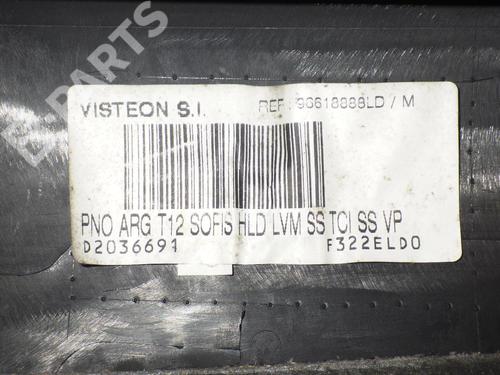 B-PARTS
VISTEON S.I. REF : 96618888LD / M
PNO ARG T12 SOFIS HLD LVM SS TCI SS VP
D2036691 F322ELD0